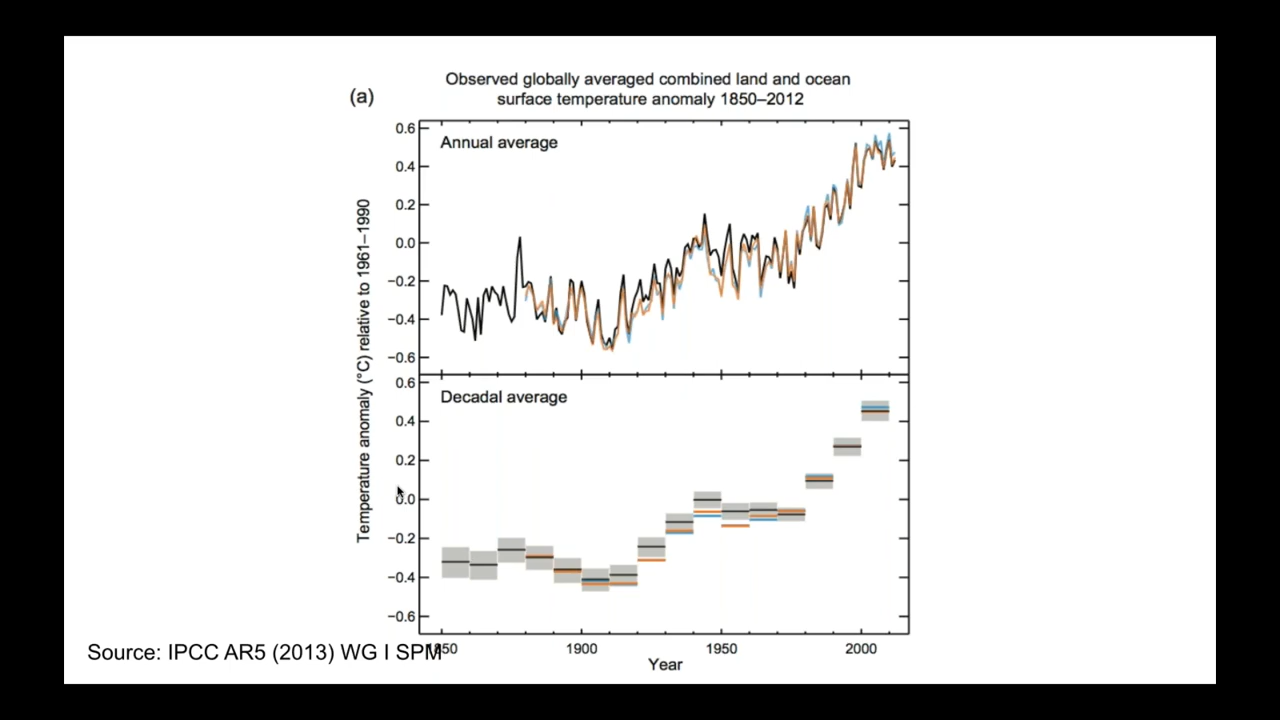 Observed globally averaged combined land and ocean
(a) surface temperature anomaly 1850–2012
0.6
Annual average
0.4
0.2
0.0
−0.2
−0.4
−0.6
Temperature anomaly (°C) relative to 1961–1990
0.6
Decadal average
0.4
0.2
0.0
−0.2
−0.4
−0.6
Source: IPCC AR5 (2013) WG I SPM
1900 1950 2000
Year